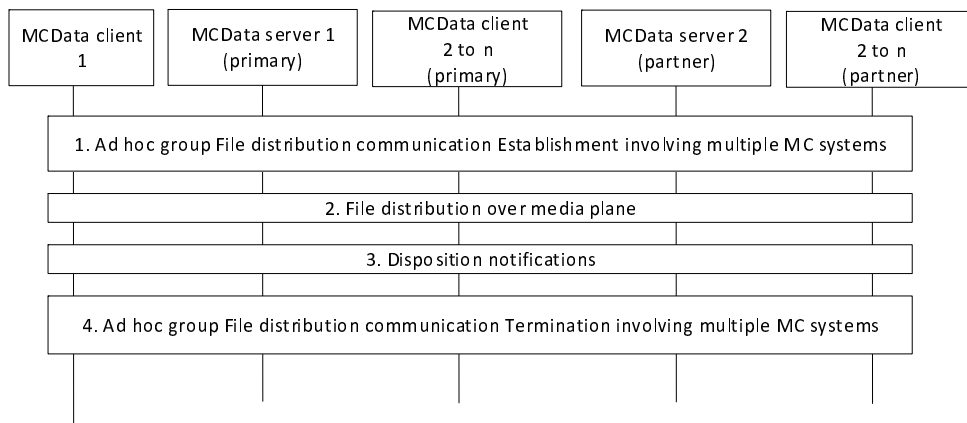 MCData client
1
MCData server 1
(primary)
MCData client
2 to n
(primary)
MCData server 2
(partner)
MCData client
2 to n
(partner)
1. Ad hoc group File distribution communication Establishment involving multiple MC systems
2. File distribution over media plane
3. Disposition notifications
4. Ad hoc group File distribution communication Termination involving multiple MC systems